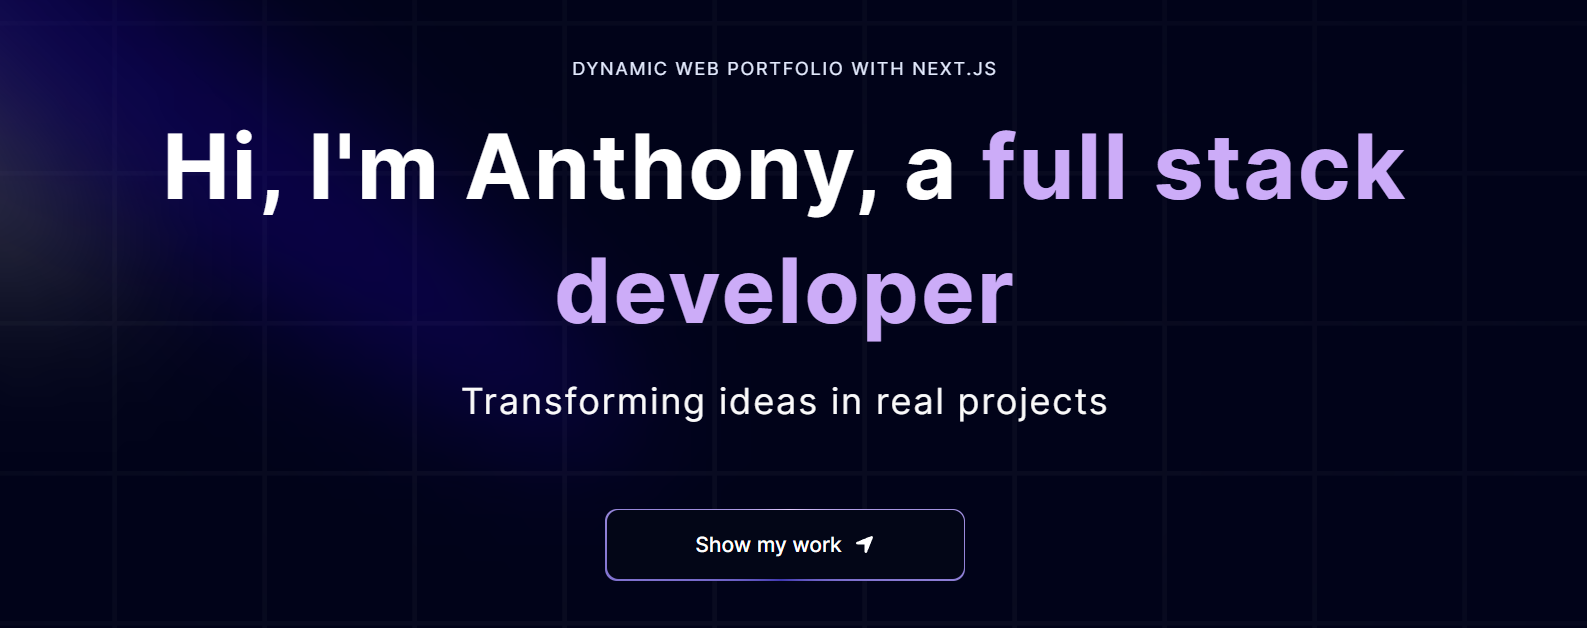 DYNAMIC WEB PORTFOLIO WITH NEXT.JS
Hi, I'm Anthony, a full stack
developer
Transforming ideas in real projects
Show my work